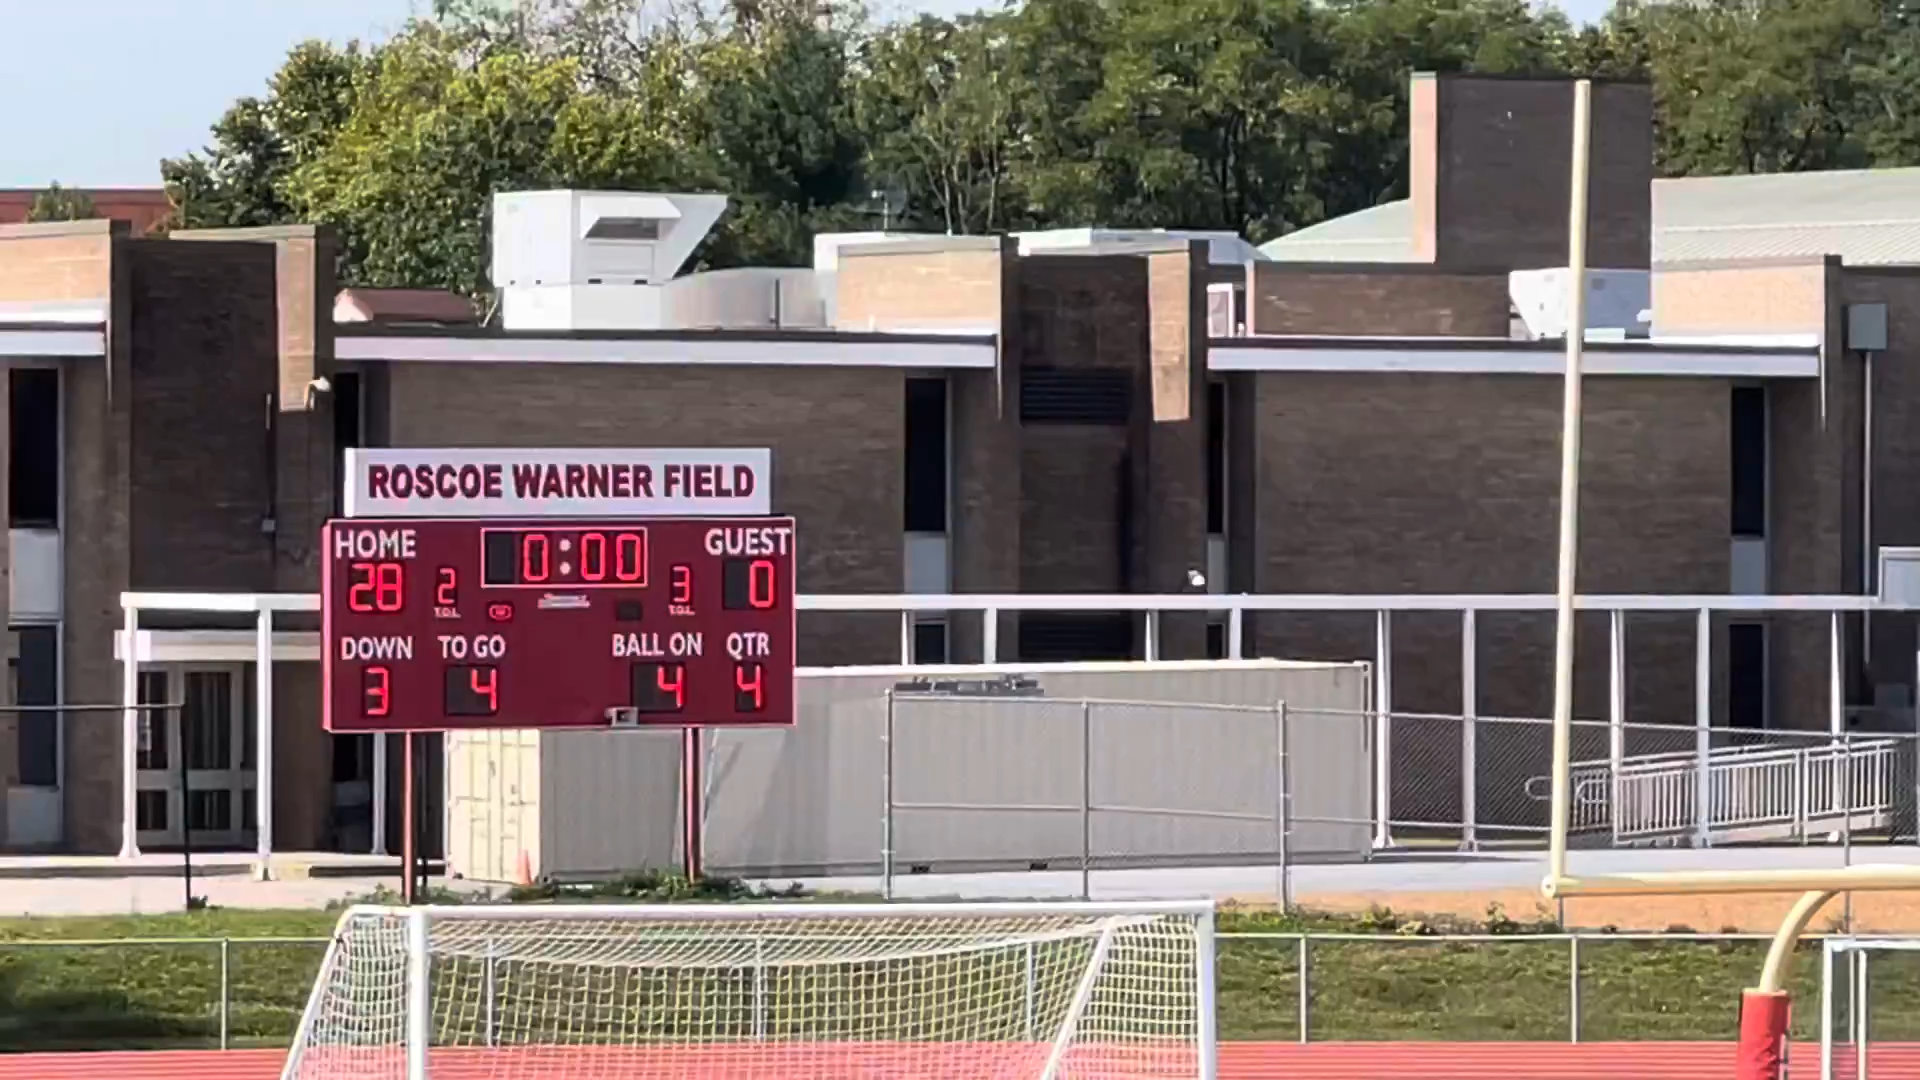 ROSCOE WARNER FIELD
HOME 0:00 GUEST
28 2 3 0
T.O.L. T.O.L.
DOWN TO GO BALL ON QTR
3 4 4 4